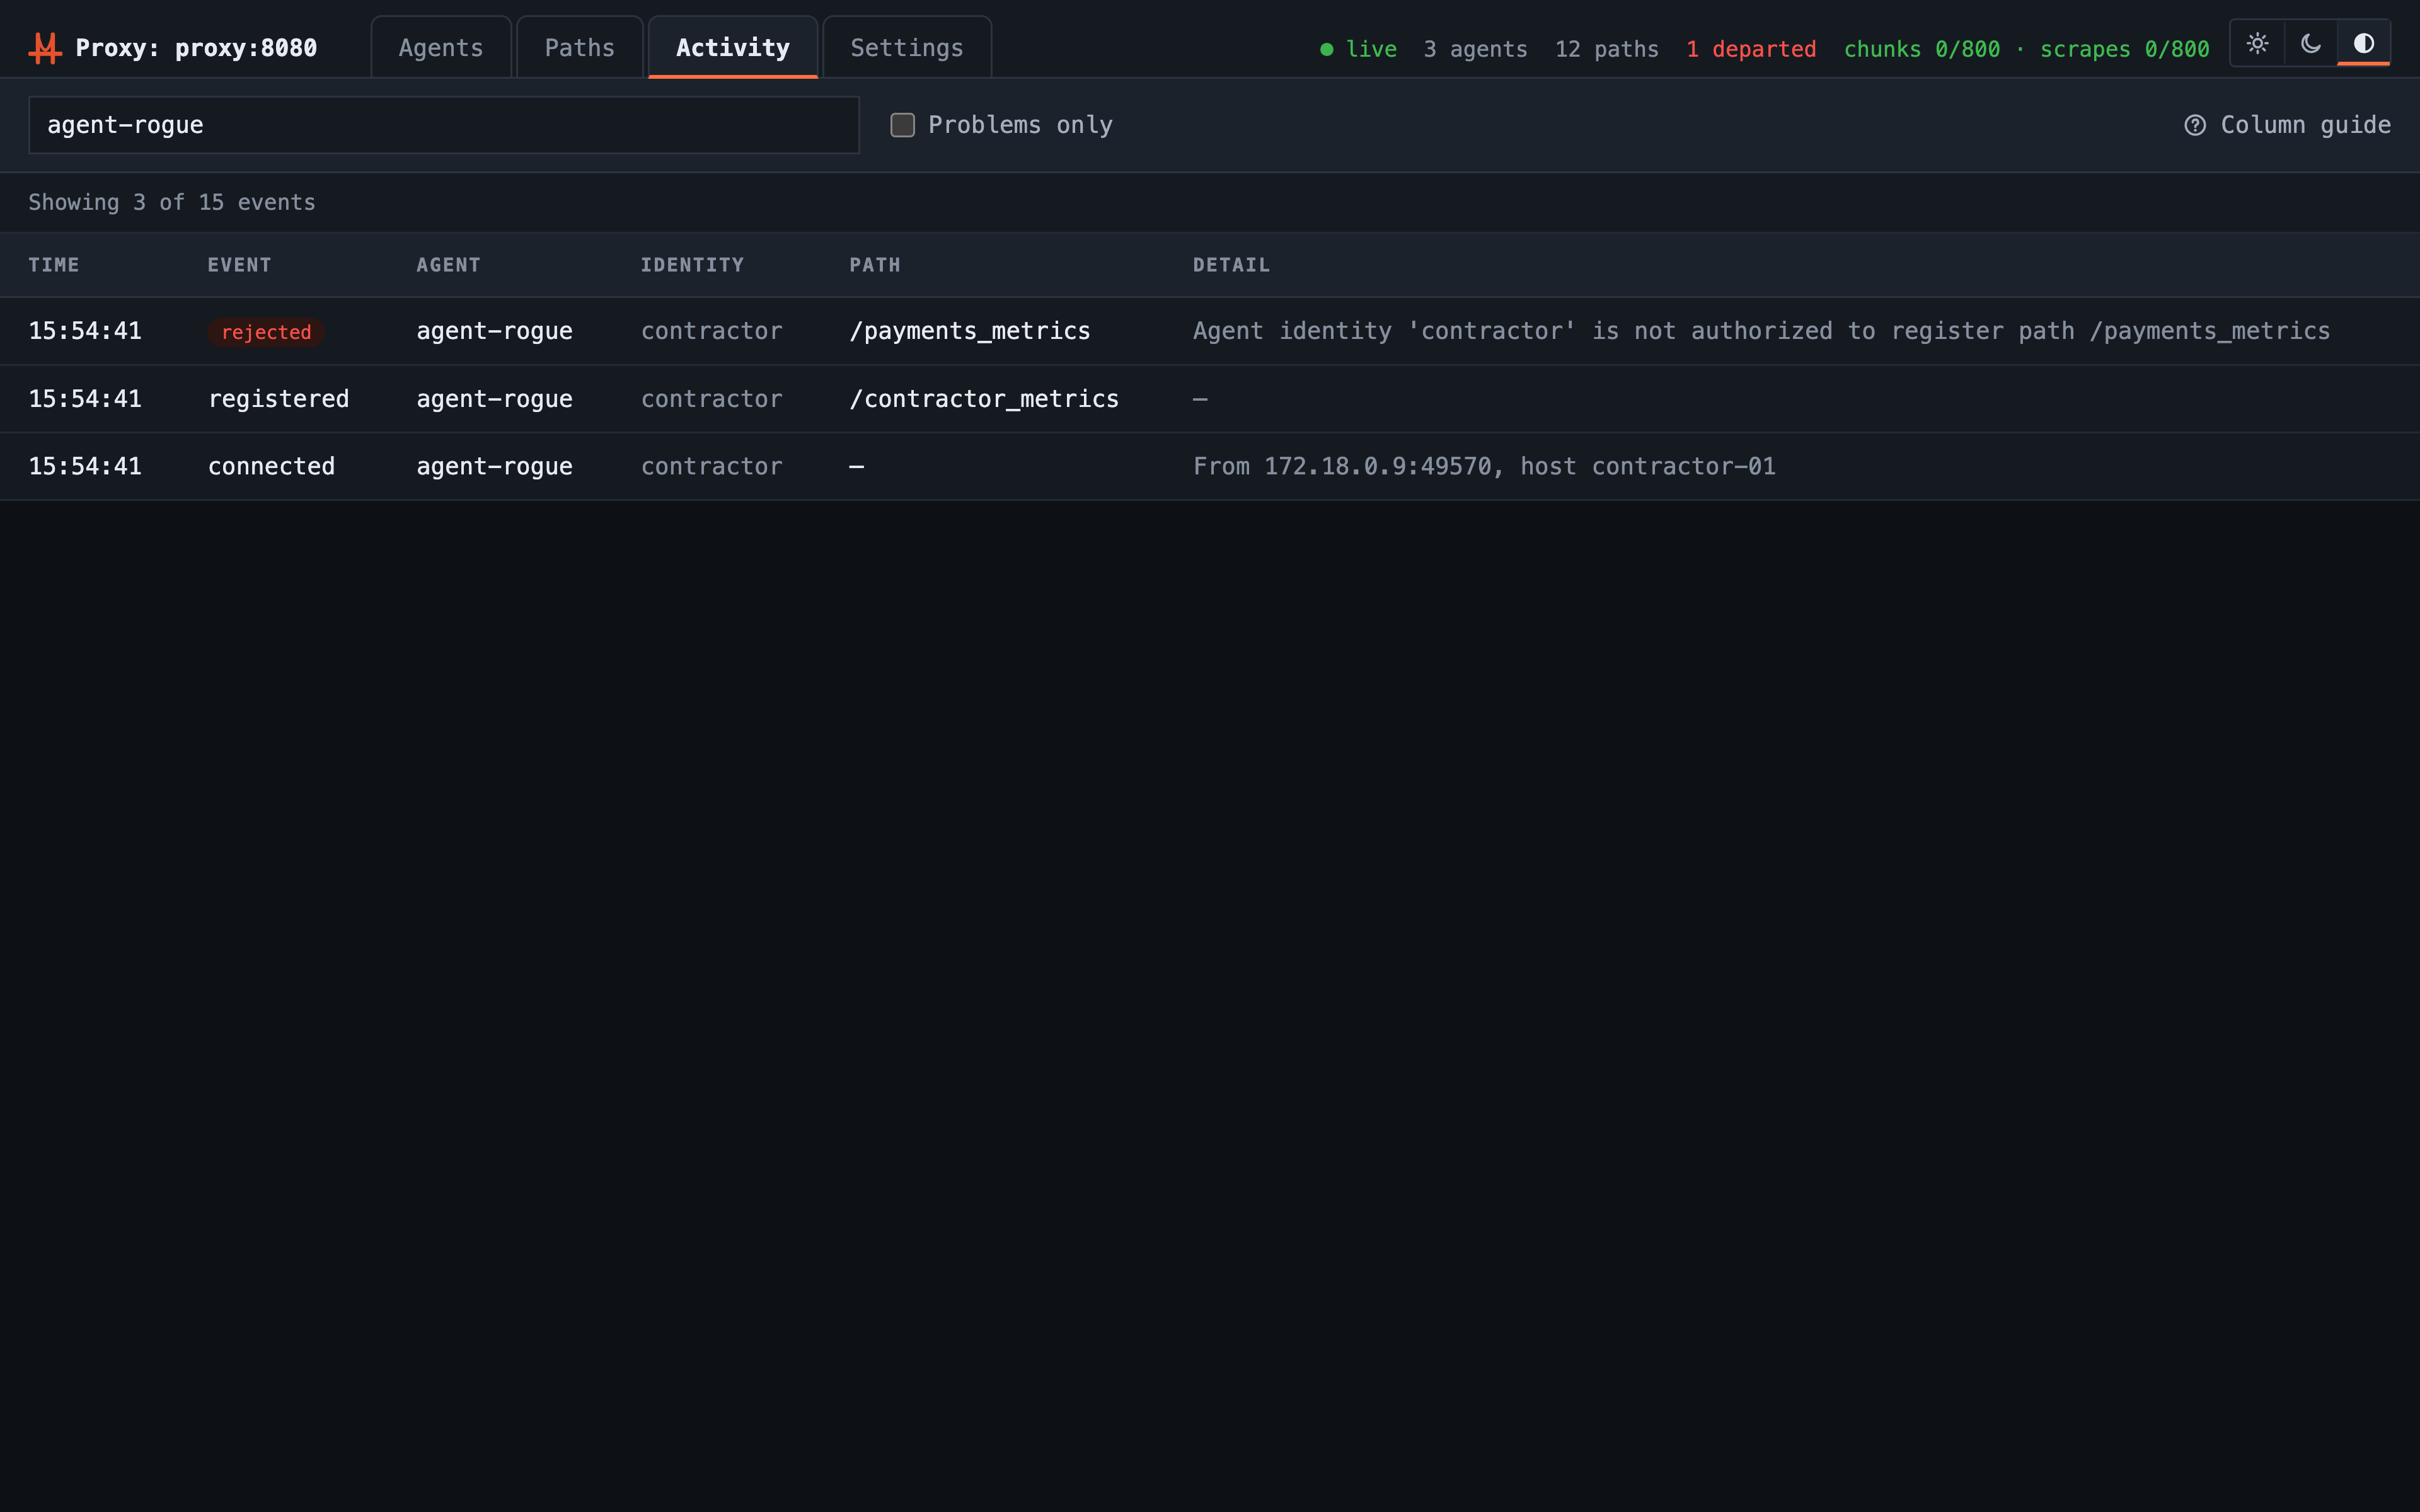 Proxy: proxy:8080 Agents Paths Activity Settings live 3 agents 12 paths 1 departed chunks 0/800 · scrapes 0/800
agent-rogue Problems only Column guide
Showing 3 of 15 events
TIME EVENT AGENT IDENTITY PATH DETAIL
15:54:41 rejected agent-rogue contractor /payments_metrics Agent identity 'contractor' is not authorized to register path /payments_metrics
15:54:41 registered agent-rogue contractor /contractor_metrics —
15:54:41 connected agent-rogue contractor — From 172.18.0.9:49570, host contractor-01